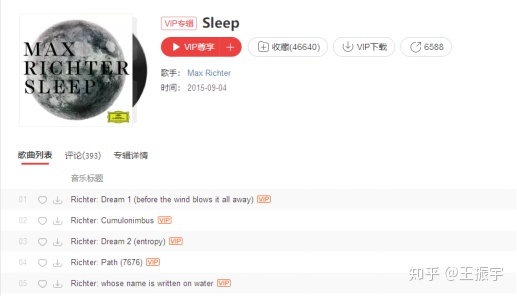 MAX
RICHTER
SLEEP
VIP专辑 Sleep
VIP尊享 + 收藏(46640) VIP下载 6588
歌手: Max Richter
时间: 2015-09-04
歌曲列表 评论(393) 专辑详情
音乐标题
01 Richter: Dream 1 (before the wind blows it all away) VIP
02 Richter: Cumulonimbus VIP
03 Richter: Dream 2 (entropy) VIP
04 Richter: Path (7676) VIP
05 Richter: whose name is written on water VIP
知乎 @王振宇